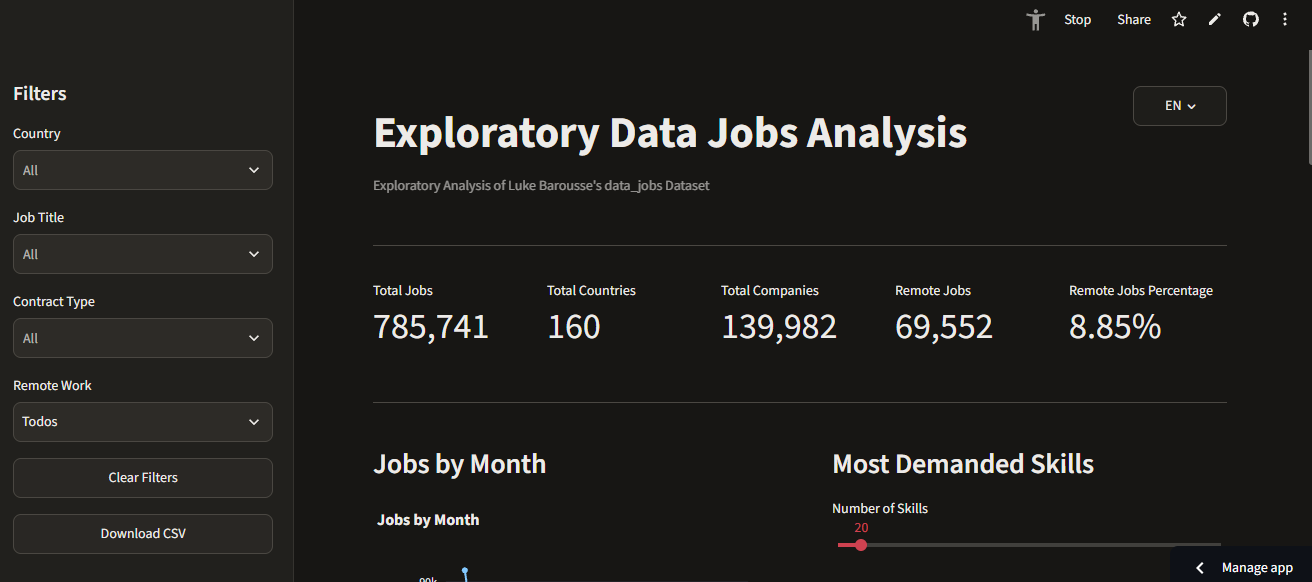 Stop
Share
EN
Filters
Country
All
Job Title
All
Contract Type
All
Remote Work
Todos
Clear Filters
Download CSV
Exploratory Data Jobs Analysis
Exploratory Analysis of Luke Barousse's data_jobs Dataset
Total Jobs
785,741
Total Countries
160
Total Companies
139,982
Remote Jobs
69,552
Remote Jobs Percentage
8.85%
Jobs by Month
Jobs by Month
Most Demanded Skills
Number of Skills
20
Manage app